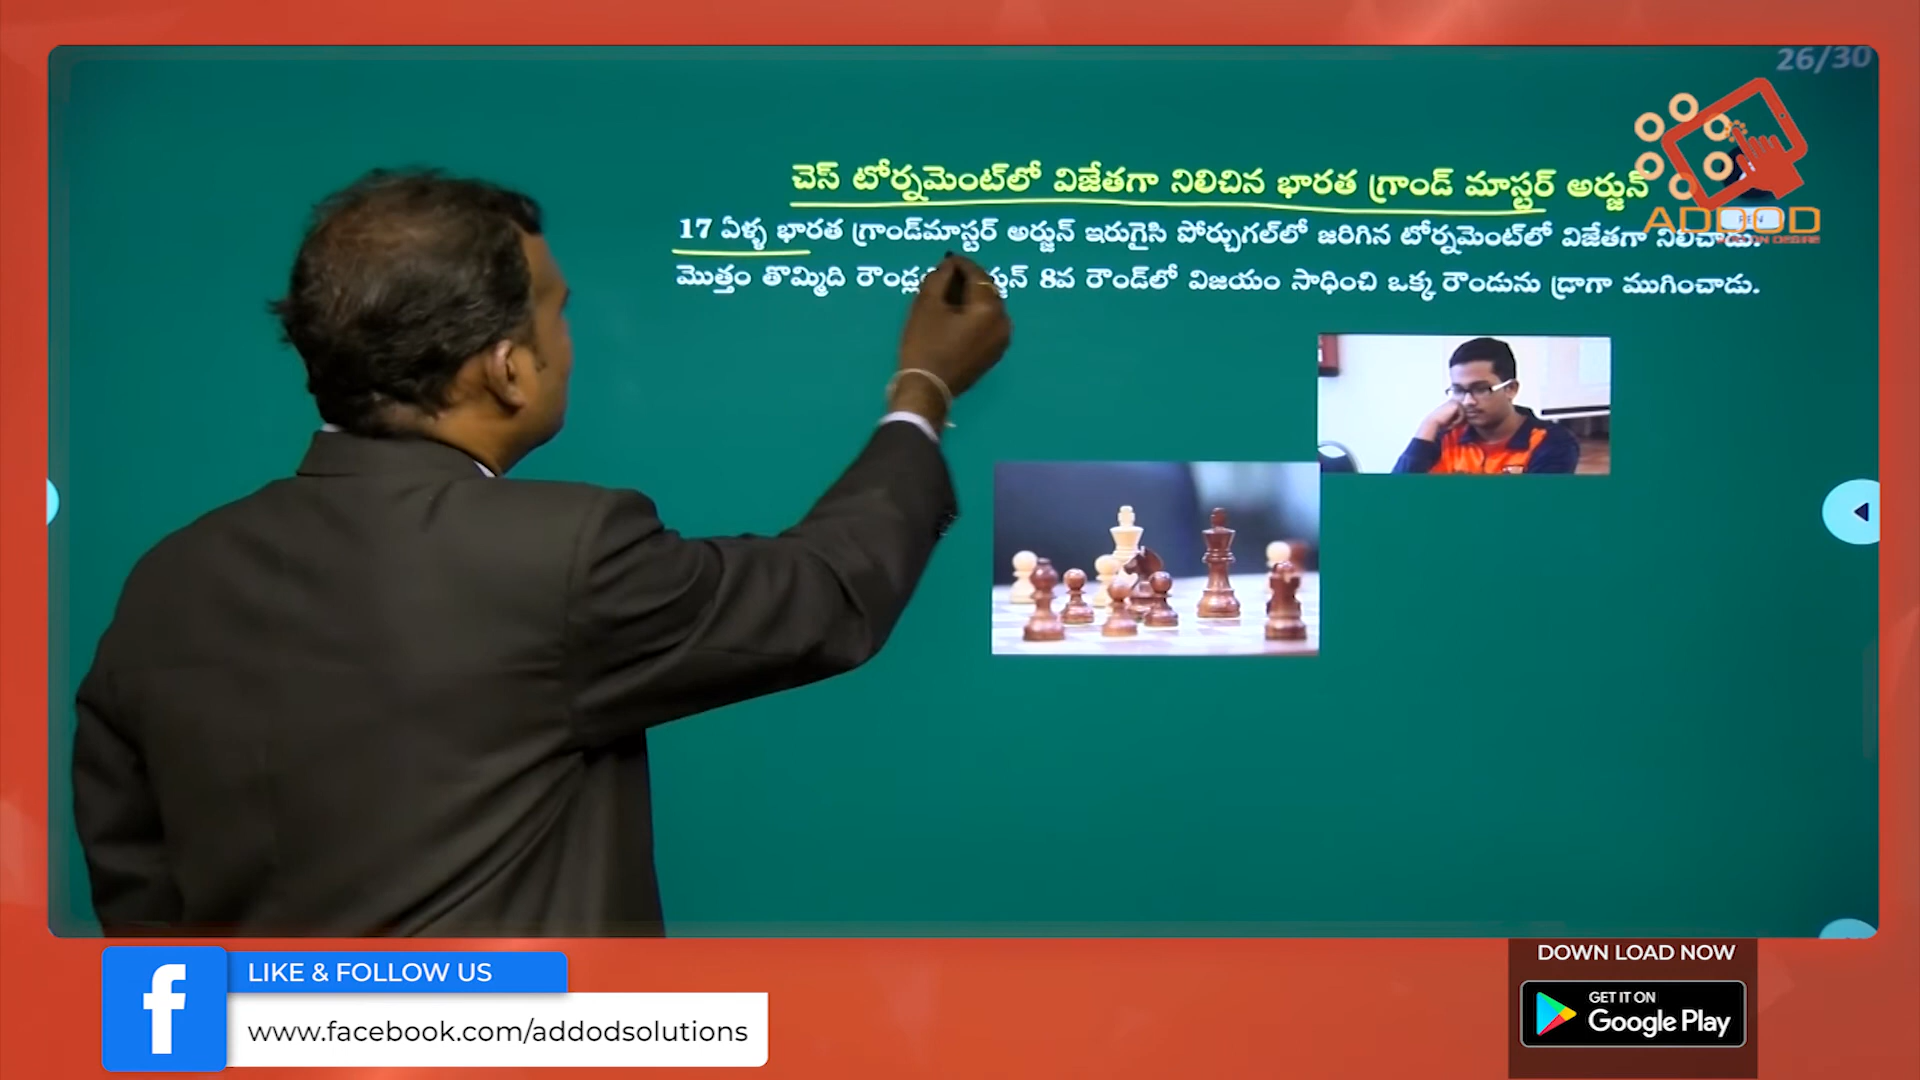 26/30
చెస్ టోర్నమెంట్‌లో విజేతగా నిలిచిన భారత గ్రాండ్ మాస్టర్ అర్జున్
ADDOD
17 ఏళ్ళ భారత గ్రాండ్‌మాస్టర్ అర్జున్ ఇరుగైసి పోర్చుగల్‌లో జరిగిన టోర్నమెంట్‌లో విజేతగా నిలిచాడు.
మొత్తం తొమ్మిది 8వ రౌండ్‌లో విజయం సాధించి ఒక్క రౌండును డ్రాగా ముగించాడు.
LIKE & FOLLOW US
www.facebook.com/addodsolutions
DOWN LOAD NOW
GET IT ON
Google Play